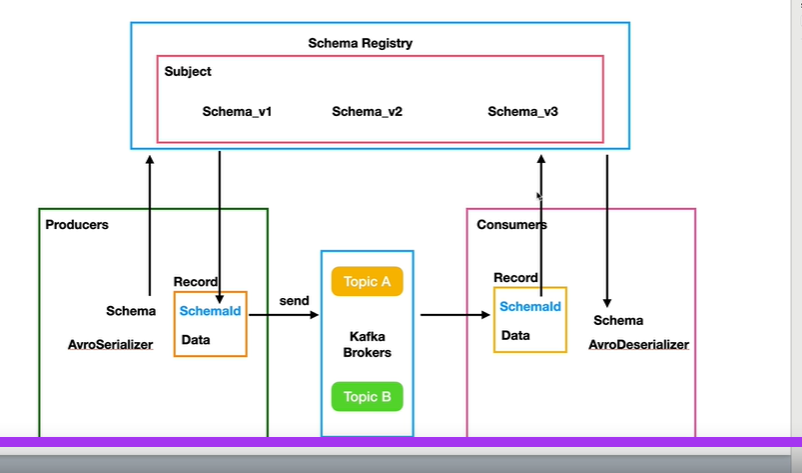 Schema Registry
Subject
Schema_v1
Schema_v2
Schema_v3
Producers
Record
Schema
SchemaId
AvroSerializer
Data
send
Topic A
Kafka
Brokers
Topic B
Consumers
Record
SchemaId
Data
Schema
AvroDeserializer